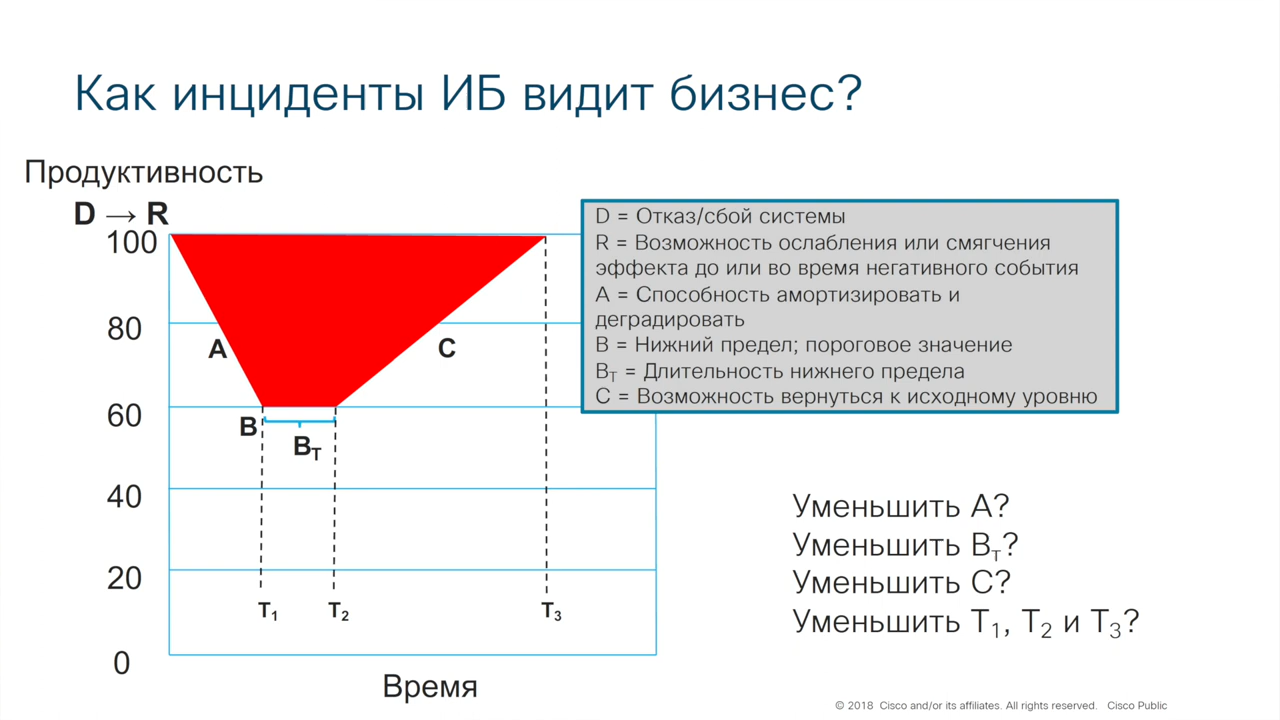 Как инциденты ИБ видит бизнес?
Продуктивность
D → R
100
80
60
40
20
0
A
B
Bт
C
T1
T2
T3
Время
D = Отказ/сбой системы
R = Возможность ослабления или смягчения
эффекта до или во время негативного события
A = Способность амортизировать и
деградировать
B = Нижний предел; пороговое значение
Bт = Длительность нижнего предела
C = Возможность вернуться к исходному уровню
Уменьшить A?
Уменьшить Bт?
Уменьшить C?
Уменьшить T1, T2 и T3?
© 2018 Cisco and/or its affiliates. All rights reserved. Cisco Public